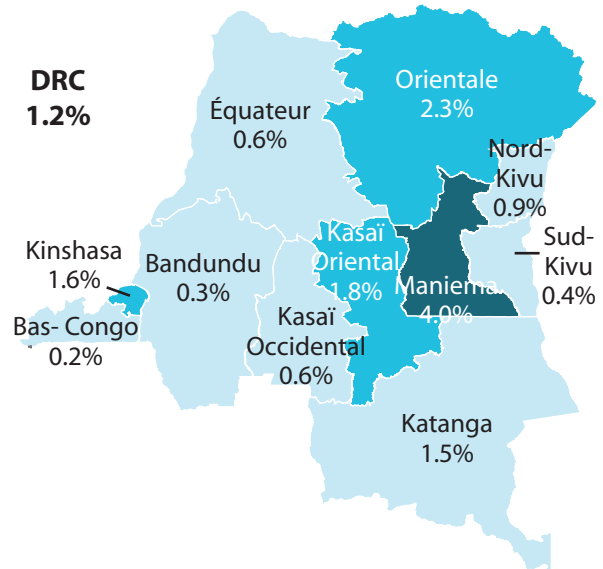 DRC
1.2%
Orientale
2.3%
Équateur
0.6%
Nord-
Kivu
0.9%
Sud-
Kivu
0.4%
Kinshasa
1.6%
Bandundu
0.3%
Kasaï
Oriental
1.8%
Maniema
4.0%
Bas- Congo
0.2%
Kasaï
Occidental
0.6%
Katanga
1.5%